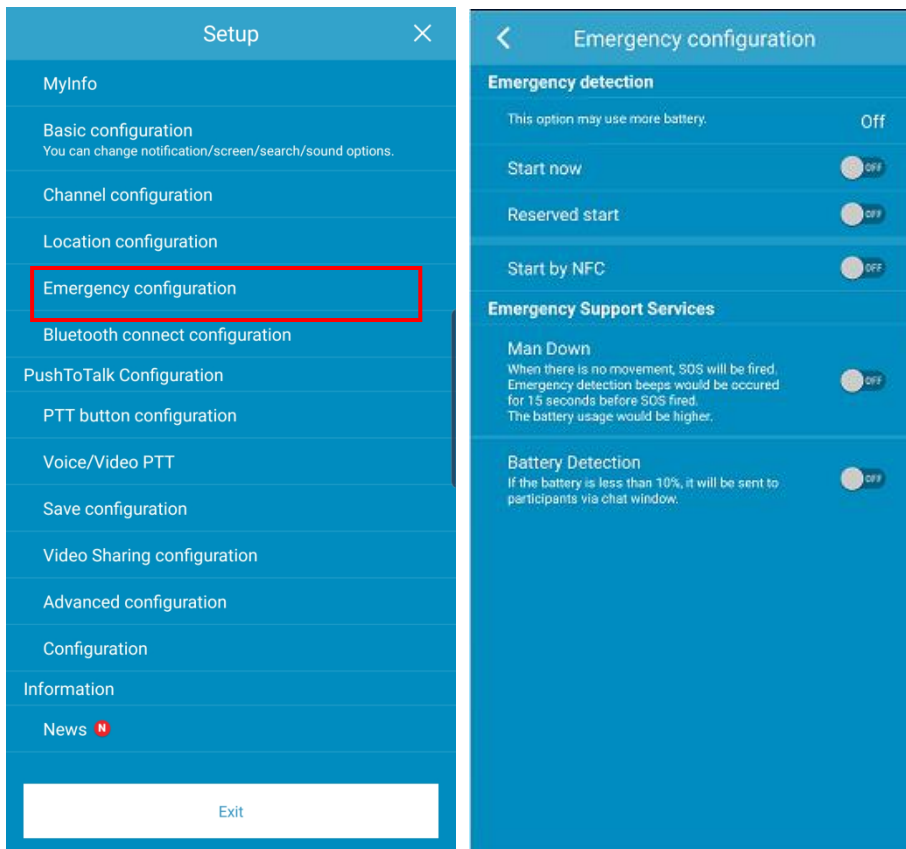 Setup
MyInfo
Basic configuration
You can change notification/screen/search/sound options.
Channel configuration
Location configuration
Emergency configuration
Bluetooth connect configuration
PushToTalk Configuration
PTT button configuration
Voice/Video PTT
Save configuration
Video Sharing configuration
Advanced configuration
Configuration
Information
News N
Exit
Emergency configuration
Emergency detection
This option may use more battery. Off
Start now OFF
Reserved start OFF
Start by NFC OFF
Emergency Support Services
Man Down
When there is no movement, SOS will be fired.
Emergency detection beeps would be occured
for 15 seconds before SOS fired.
The battery usage would be higher.
OFF
Battery Detection
If the battery is less than 10%, it will be sent to
participants via chat window.
OFF